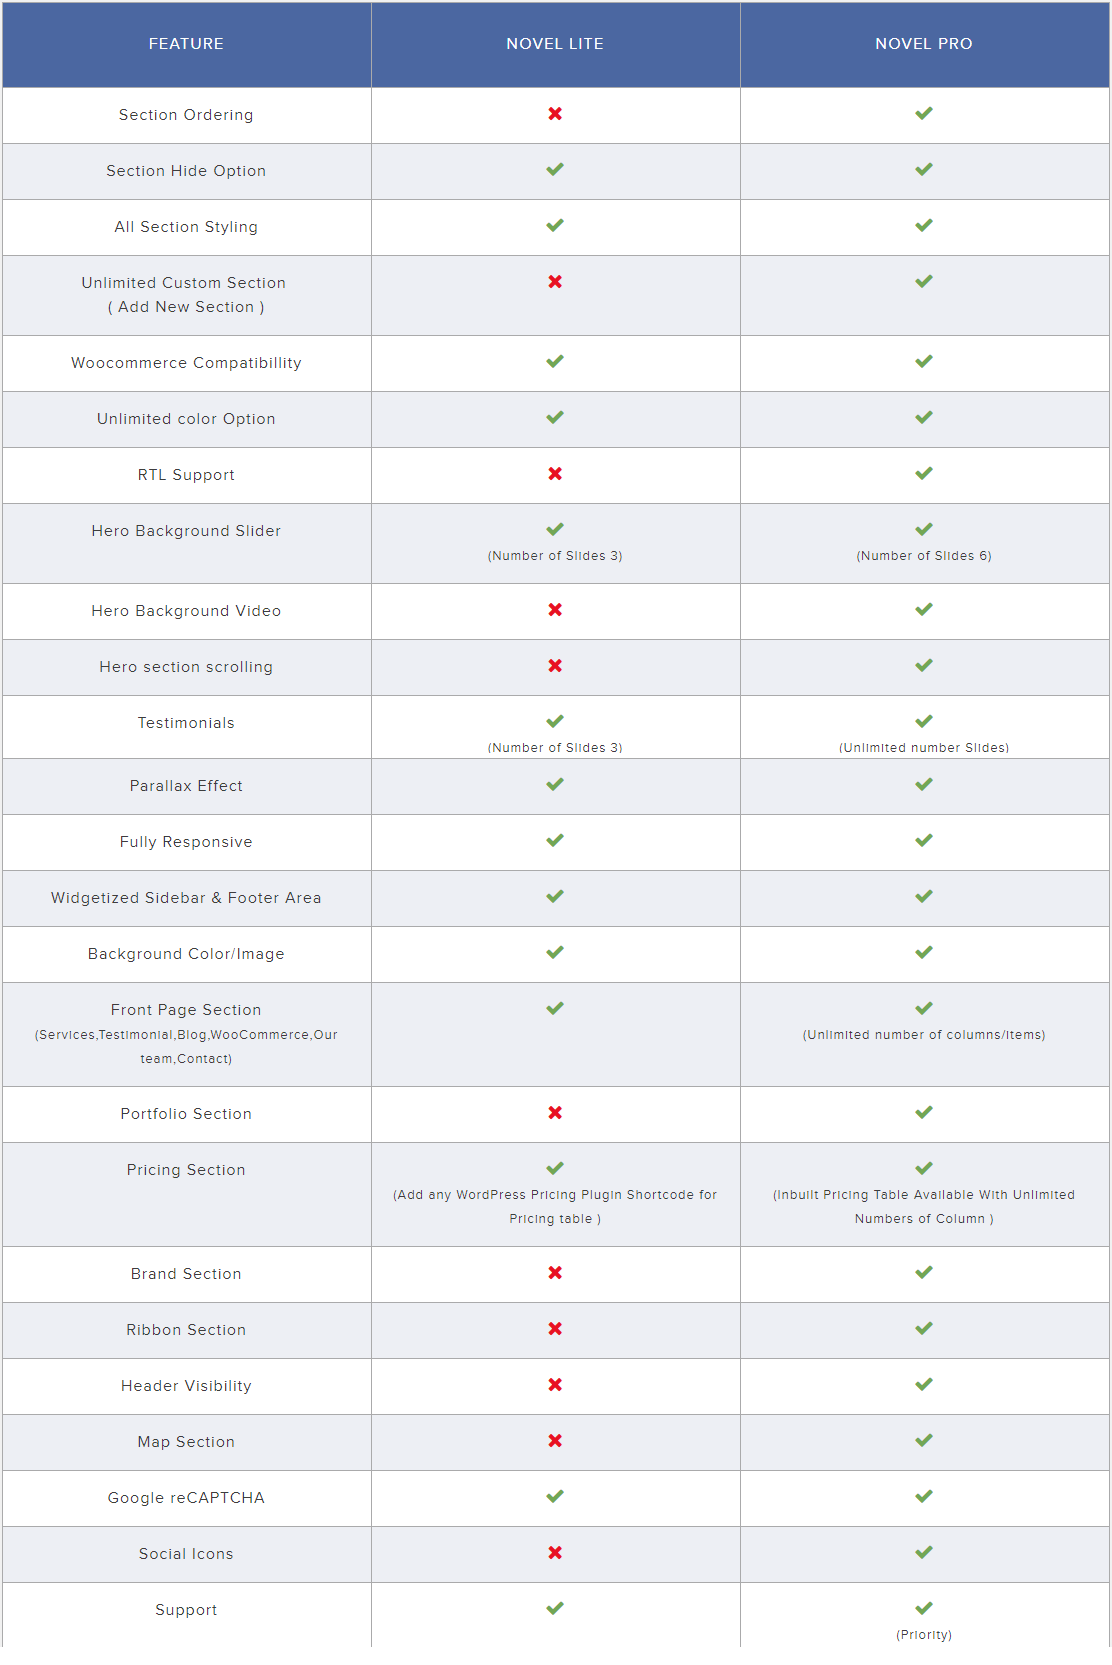 FEATURE NOVEL LITE NOVEL PRO
Section Ordering
Section Hide Option
All Section Styling
Unlimited Custom Section
( Add New Section )
Woocommerce Compatibillity
Unlimited color Option
RTL Support
Hero Background Slider
(Number of Slides 3) (Number of Slides 6)
Hero Background Video
Hero section scrolling
Testimonials
(Number of Slides 3) (Unlimited number Slides)
Parallax Effect
Fully Responsive
Widgetized Sidebar & Footer Area
Background Color/Image
Front Page Section
(Services,Testimonial,Blog,WooCommerce,Our (Unlimited number of columns/items)
team,Contact)
Portfolio Section
Pricing Section
(Add any WordPress Pricing Plugin Shortcode for (Inbuilt Pricing Table Available With Unlimited
Pricing table ) Numbers of Column )
Brand Section
Ribbon Section
Header Visibility
Map Section
Google reCAPTCHA
Social Icons
Support
(Priority)